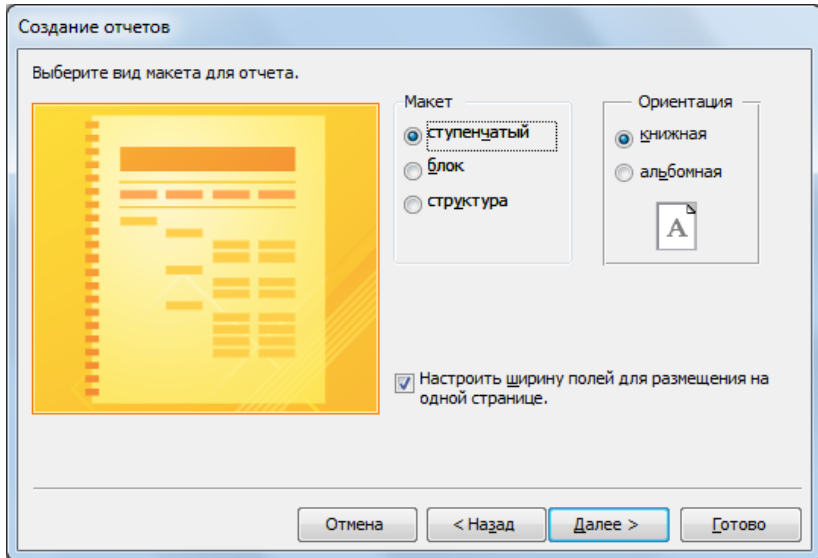 Создание отчетов
Выберите вид макета для отчета.
Макет
ступенчатый
блок
структура
Ориентация
книжная
альбомная
A
Настроить ширину полей для размещения на
одной странице.
Отмена
< Назад
Далее >
Готово